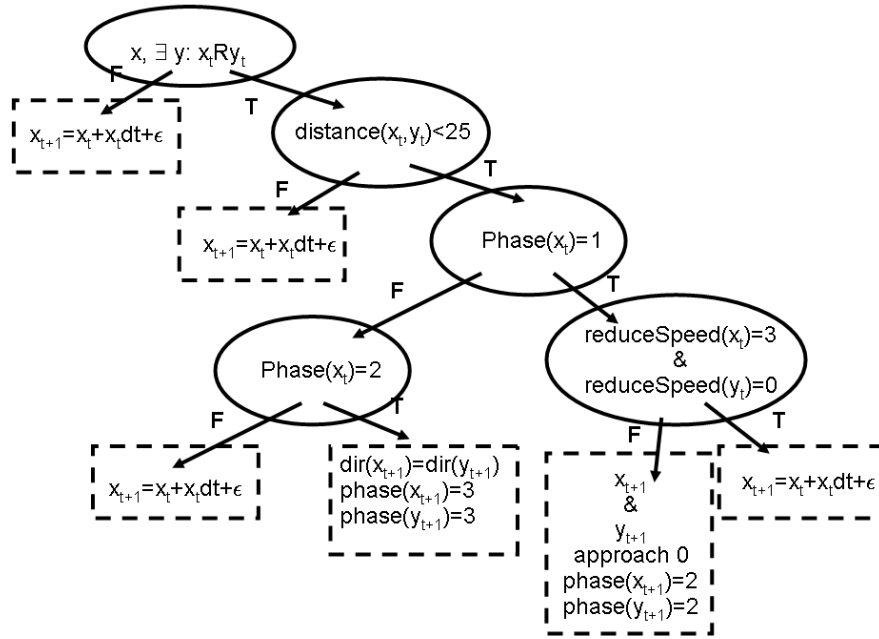 x, ∃ y: xₜRyₜ
F
T
xₜ₊₁=xₜ+xₜdt+ϵ
distance(xₜ,yₜ)<25
F
T
xₜ₊₁=xₜ+xₜdt+ϵ
Phase(xₜ)=1
F
T
Phase(xₜ)=2
reduceSpeed(xₜ)=3
&
reduceSpeed(yₜ)=0
F
T
F
T
xₜ₊₁=xₜ+xₜdt+ϵ
dir(xₜ₊₁)=dir(yₜ₊₁)
phase(xₜ₊₁)=3
phase(yₜ₊₁)=3
xₜ₊₁
&
yₜ₊₁
approach 0
phase(xₜ₊₁)=2
phase(yₜ₊₁)=2
xₜ₊₁=xₜ+xₜdt+ϵ